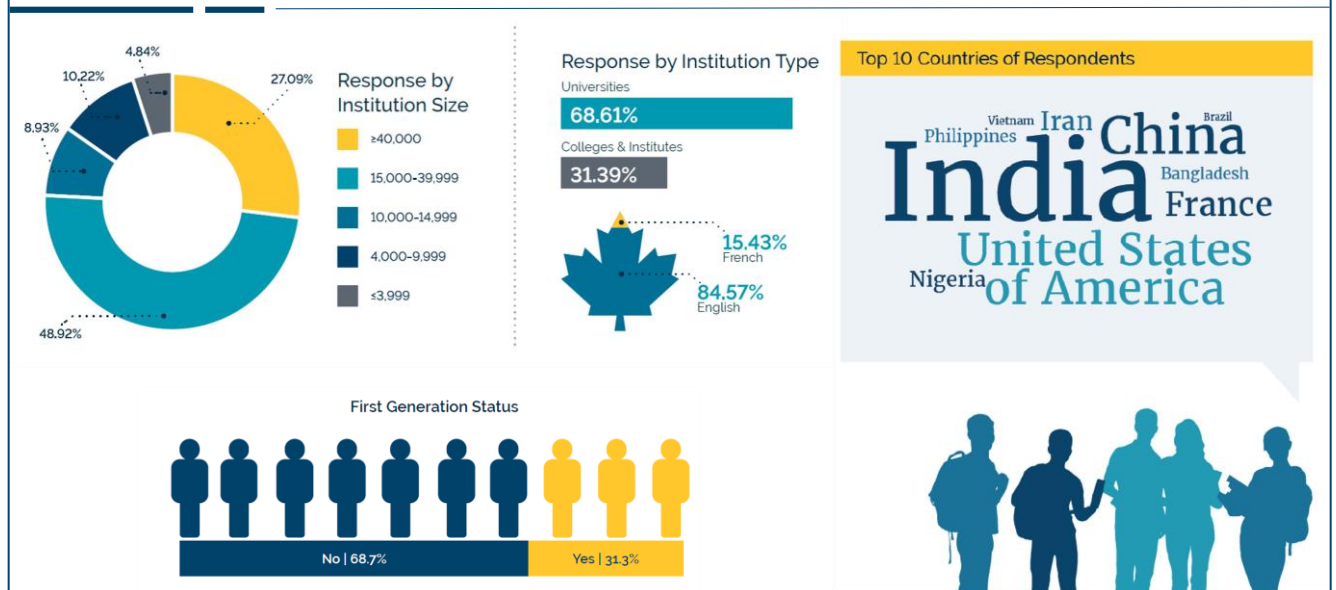 4.84%
10.22%
27.09%
8.93%
48.92%
Response by
Institution Size
≥40,000
15,000-39,999
10,000-14,999
4,000-9,999
≤3,999
Response by Institution Type
Universities
68.61%
Colleges & Institutes
31.39%
15.43%
French
84.57%
English
Top 10 Countries of Respondents
Vietnam
Iran
China
Brazil
Philippines
India
Bangladesh
France
United States
of America
Nigeria
First Generation Status
No | 68.7%
Yes | 31.3%